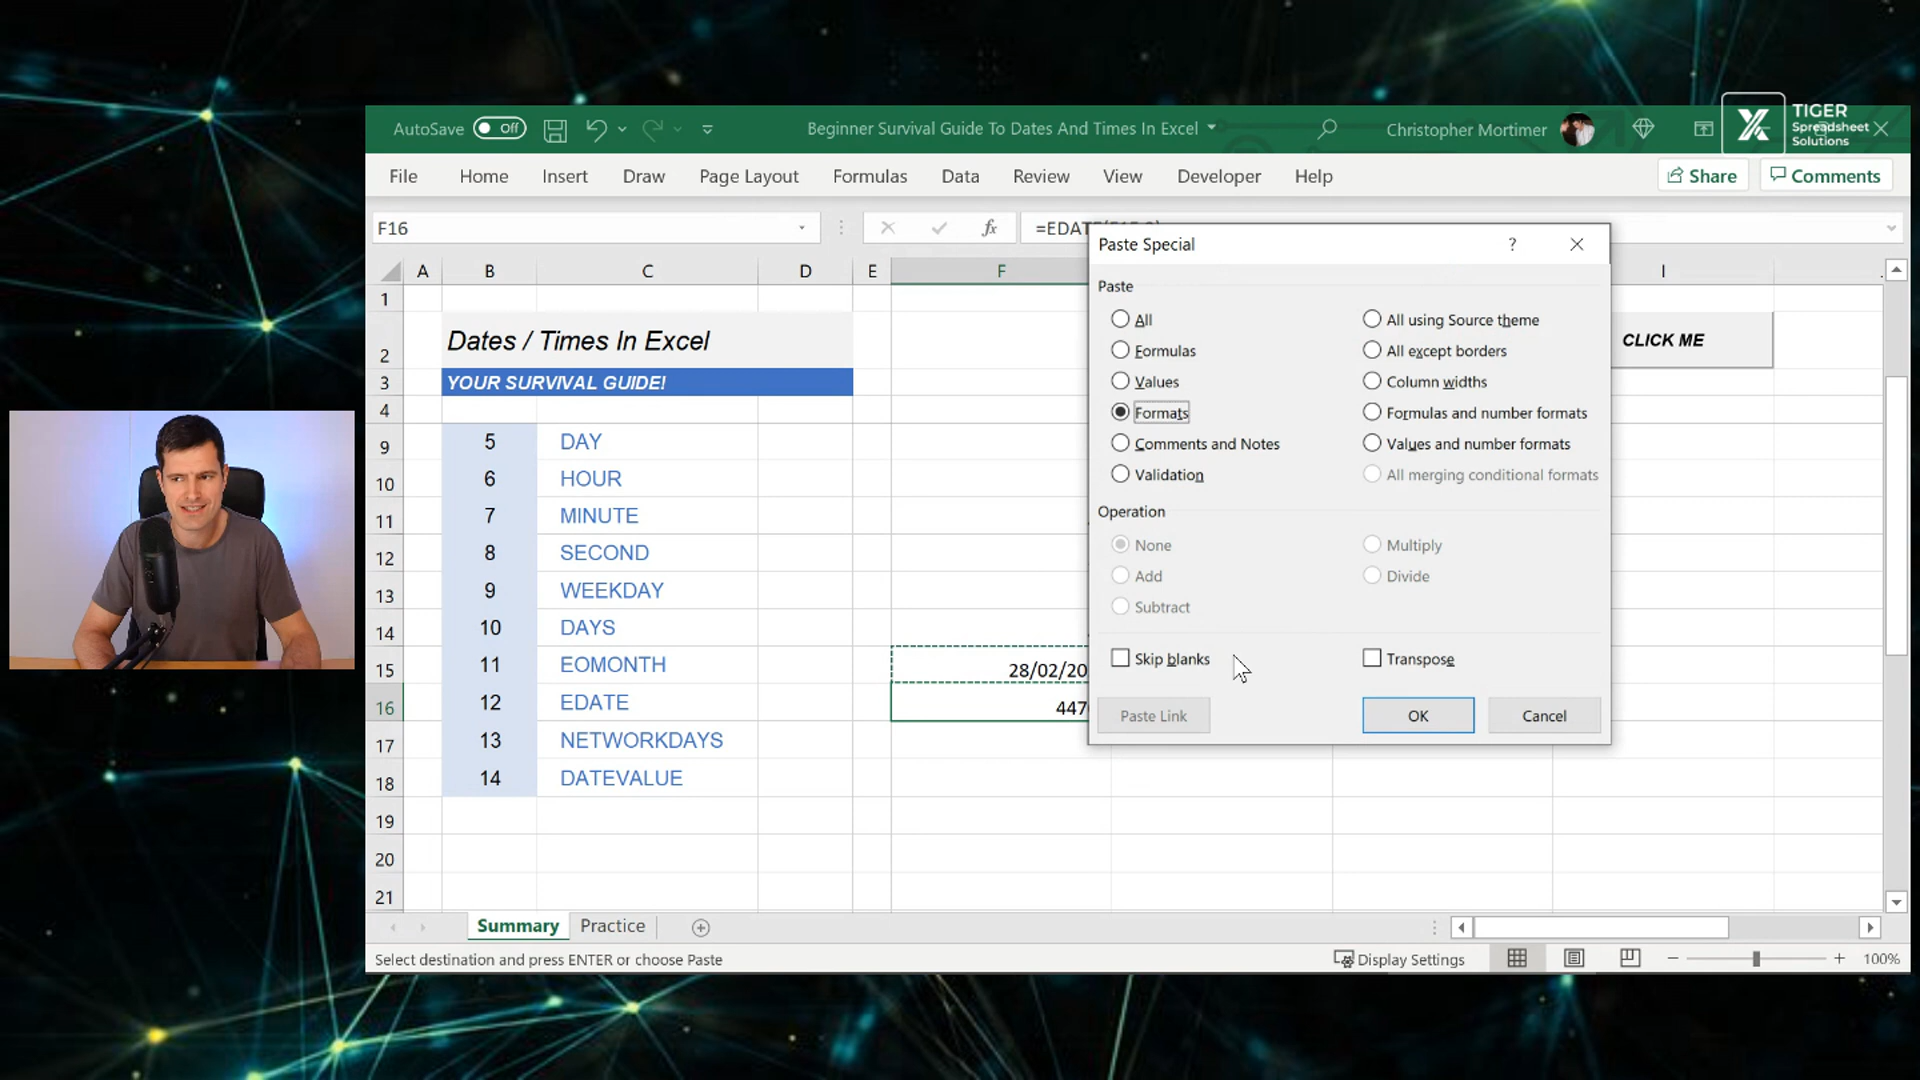 TIGER
Spreadsheet
Solutions
AutoSave Off
Beginner Survival Guide To Dates And Times In Excel
Christopher Mortimer
File Home Insert Draw Page Layout Formulas Data Review View Developer Help
Share Comments
F16
fx
A B C D E F I
1
2 Dates / Times In Excel
CLICK ME
3 YOUR SURVIVAL GUIDE!
4
9 5 DAY
10 6 HOUR
11 7 MINUTE
12 8 SECOND
13 9 WEEKDAY
14 10 DAYS
15 11 EOMONTH
16 12 EDATE
17 13 NETWORKDAYS
18 14 DATEVALUE
19
20
21
Paste Special ?
Paste
All All using Source theme
Formulas All except borders
Values Column widths
Formats Formulas and number formats
Comments and Notes Values and number formats
Validation All merging conditional formats
Operation
None Multiply
Add Divide
Subtract
Skip blanks Transpose
Paste Link OK Cancel
Summary Practice
Select destination and press ENTER or choose Paste
Display Settings
100%